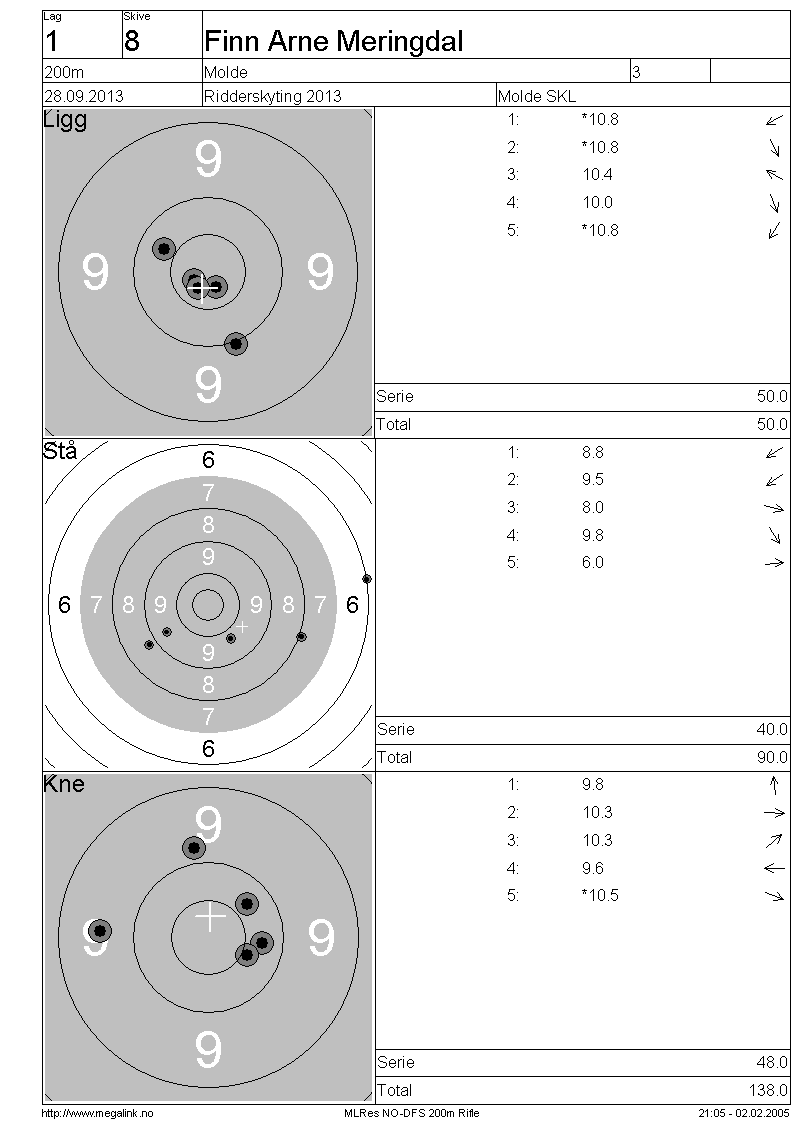 Lag Skive
1 8 Finn Arne Meringdal
200m Molde 3
28.09.2013 Ridderskyting 2013 Molde SKL
Ligg
9
9 9
9
1: *10.8
2: *10.8
3: 10.4
4: 10.0
5: *10.8
Serie 50.0
Total 50.0
Stå
6
7
8
9
6 7 8 9 9 8 7 6
9
8
7
6
1: 8.8
2: 9.5
3: 8.0
4: 9.8
5: 6.0
Serie 40.0
Total 90.0
Kne
9
9 9
9
1: 9.8
2: 10.3
3: 10.3
4: 9.6
5: *10.5
Serie 48.0
Total 138.0
http://www.megalink.no MLRes NO-DFS 200m Rifle 21:05 - 02.02.2005